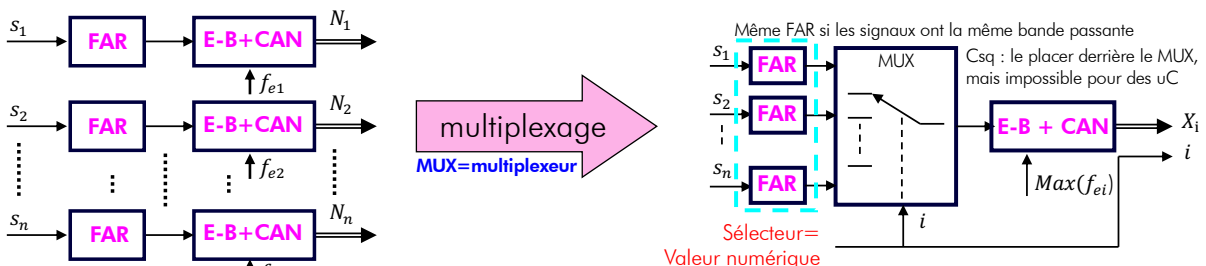 s₁
FAR
E-B+CAN
N₁
fₑ₁
s₂
FAR
E-B+CAN
N₂
fₑ₂
sₙ
FAR
E-B+CAN
Nₙ
multiplexage
MUX=multiplexeur
Même FAR si les signaux ont la même bande passante
s₁
FAR
MUX
Csq : le placer derrière le MUX,
mais impossible pour des uC
s₂
FAR
E-B + CAN
Xᵢ
i
sₙ
FAR
Max(fₑᵢ)
i
Sélecteur=
Valeur numérique